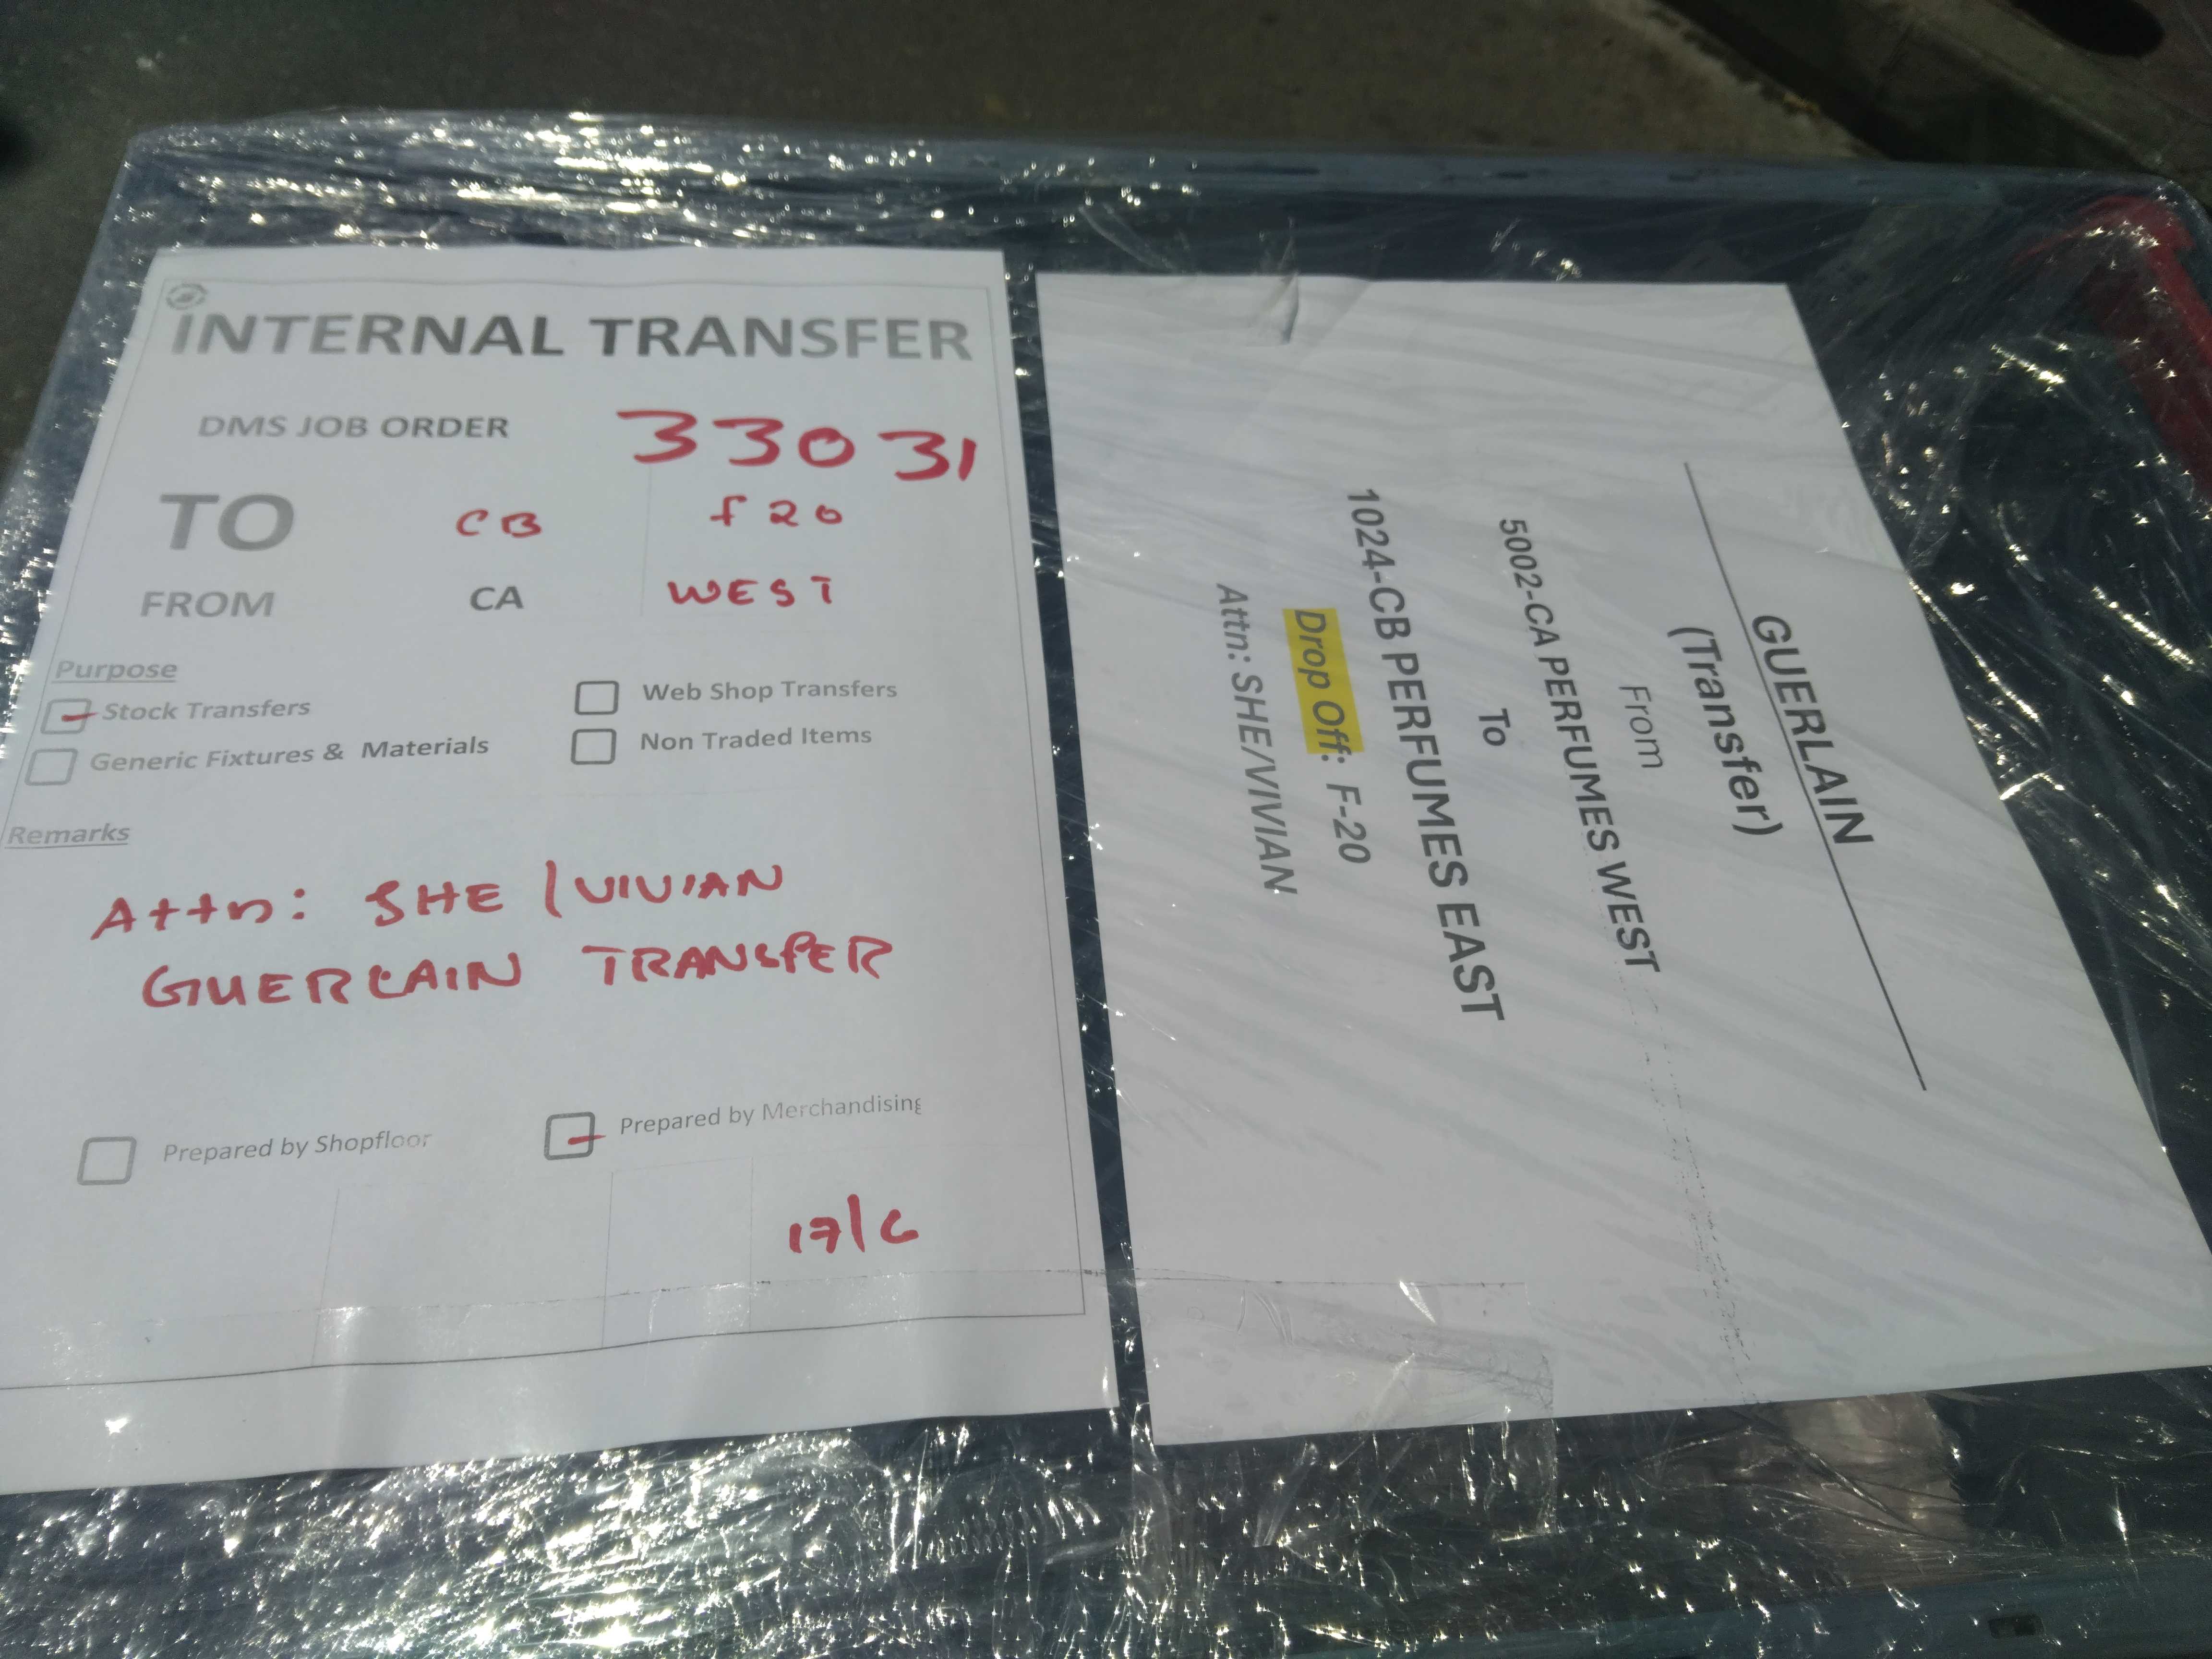 INTERNAL TRANSFER
DMS JOB ORDER 33031
TO CB F20
FROM CA WEST
Purpose
Stock Transfers Web Shop Transfers
Generic Fixtures & Materials Non Traded Items
Remarks
Attn: SHE/VIVIAN
GUERLAIN TRANSFER
Prepared by Shopfloor Prepared by Merchandising
17/6
GUERLAIN
(Transfer)
From
5002-CA PERFUMES WEST
To
1024-CB PERFUMES EAST
Drop Off: F-20
Attn: SHE/VIVIAN